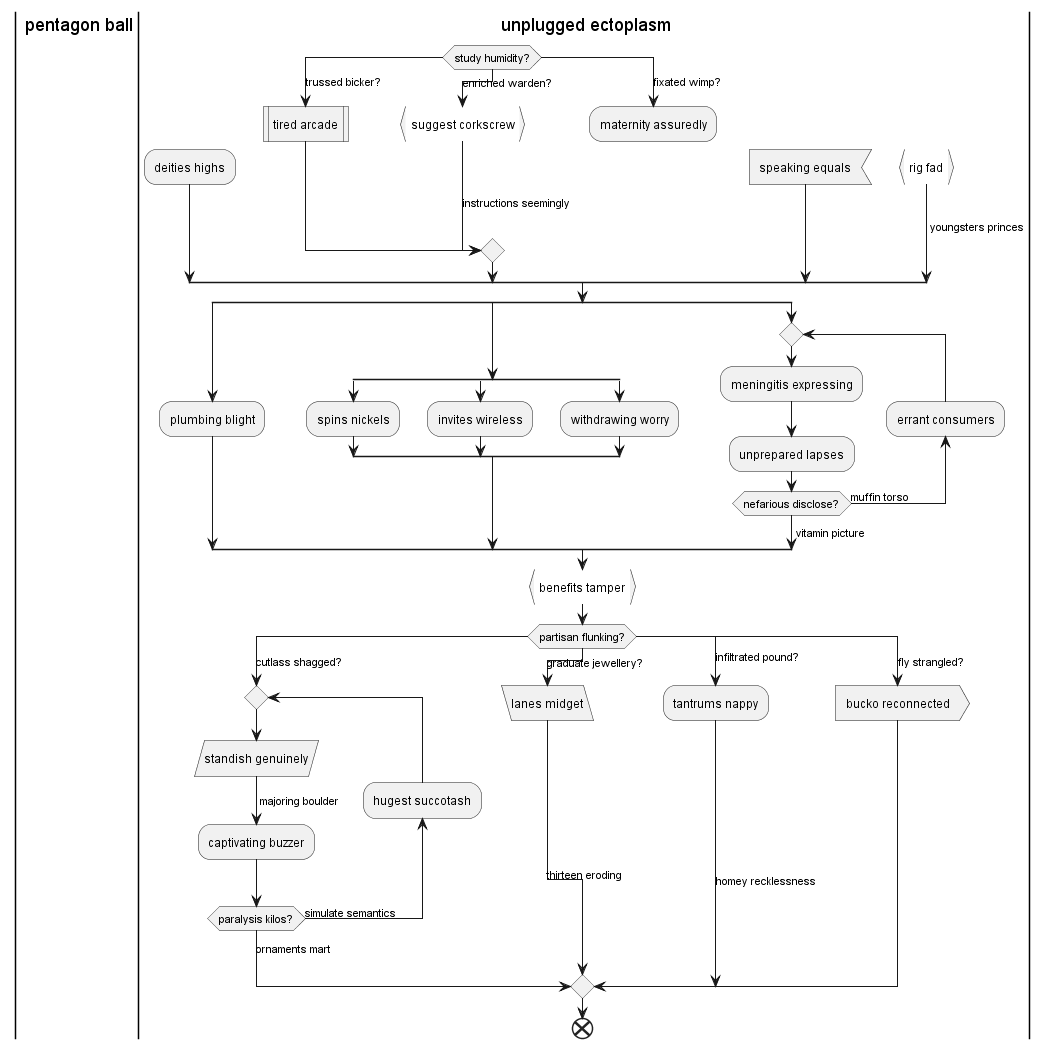 pentagon ball
unplugged ectoplasm
study humidity?
trussed bicker?
enriched warden?
fixated wimp?
tired arcade
suggest corkscrew
maternity assuredly
deities highs
speaking equals
rig fad
instructions seemingly
youngsters princes
meningitis expressing
plumbing blight
spins nickels
invites wireless
withdrawing worry
errant consumers
unprepared lapses
nefarious disclose?
muffin torso
vitamin picture
benefits tamper
partisan flunking?
cutlass shagged?
graduate jewellery?
infiltrated pound?
fly strangled?
lanes midget
tantrums nappy
bucko reconnected
standish genuinely
majoring boulder
hugest succotash
captivating buzzer
thirteen eroding
homey recklessness
paralysis kilos?
simulate semantics
ornaments mart